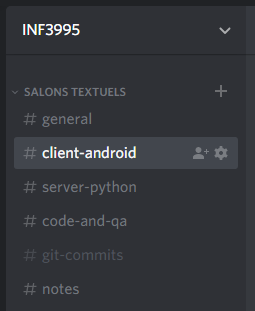 INF3995
SALONS TEXTUELS
# general
# client-android
# server-python
# code-and-qa
# git-commits
# notes